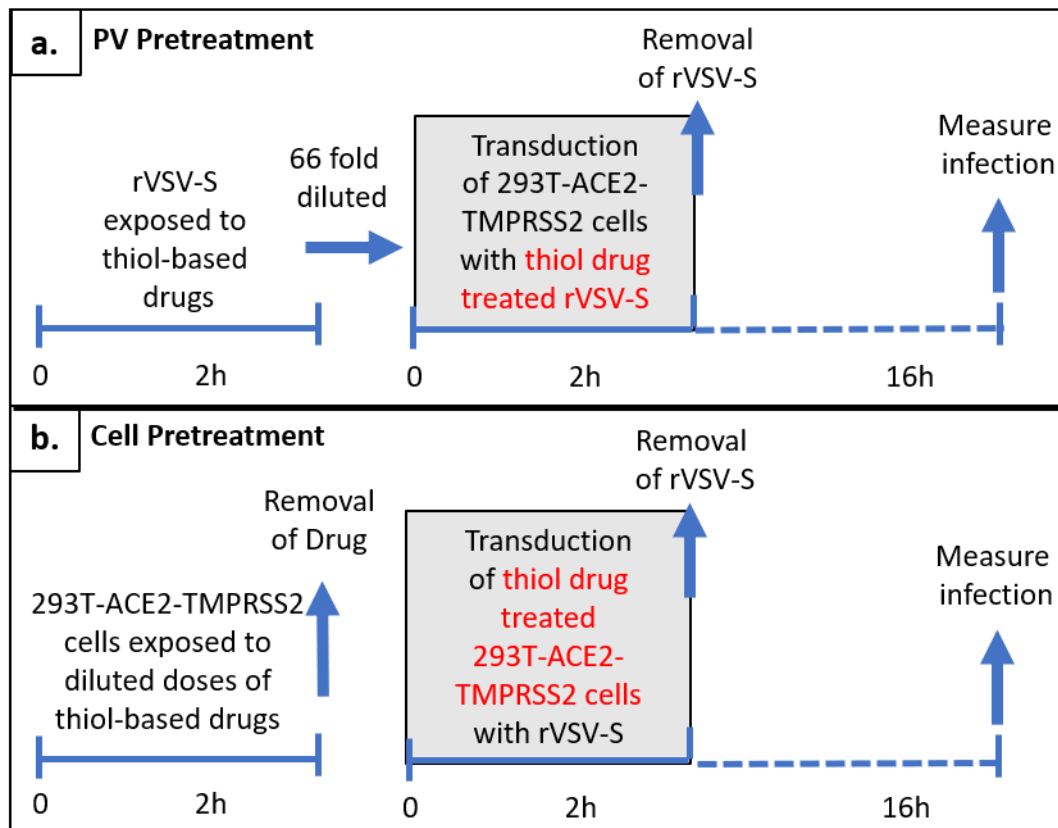 a. PV Pretreatment
Removal
of rVSV-S
Measure
infection
66 fold
diluted
rVSV-S
exposed to
thiol-based
drugs
Transduction
of 293T-ACE2-
TMPRSS2 cells
with thiol drug
treated rVSV-S
0 2h 0 2h 16h
b. Cell Pretreatment
Removal
of rVSV-S
Removal
of Drug
Measure
infection
293T-ACE2-TMPRSS2
cells exposed to
diluted doses of
thiol-based drugs
Transduction
of thiol drug
treated
293T-ACE2-
TMPRSS2 cells
with rVSV-S
0 2h 0 2h 16h